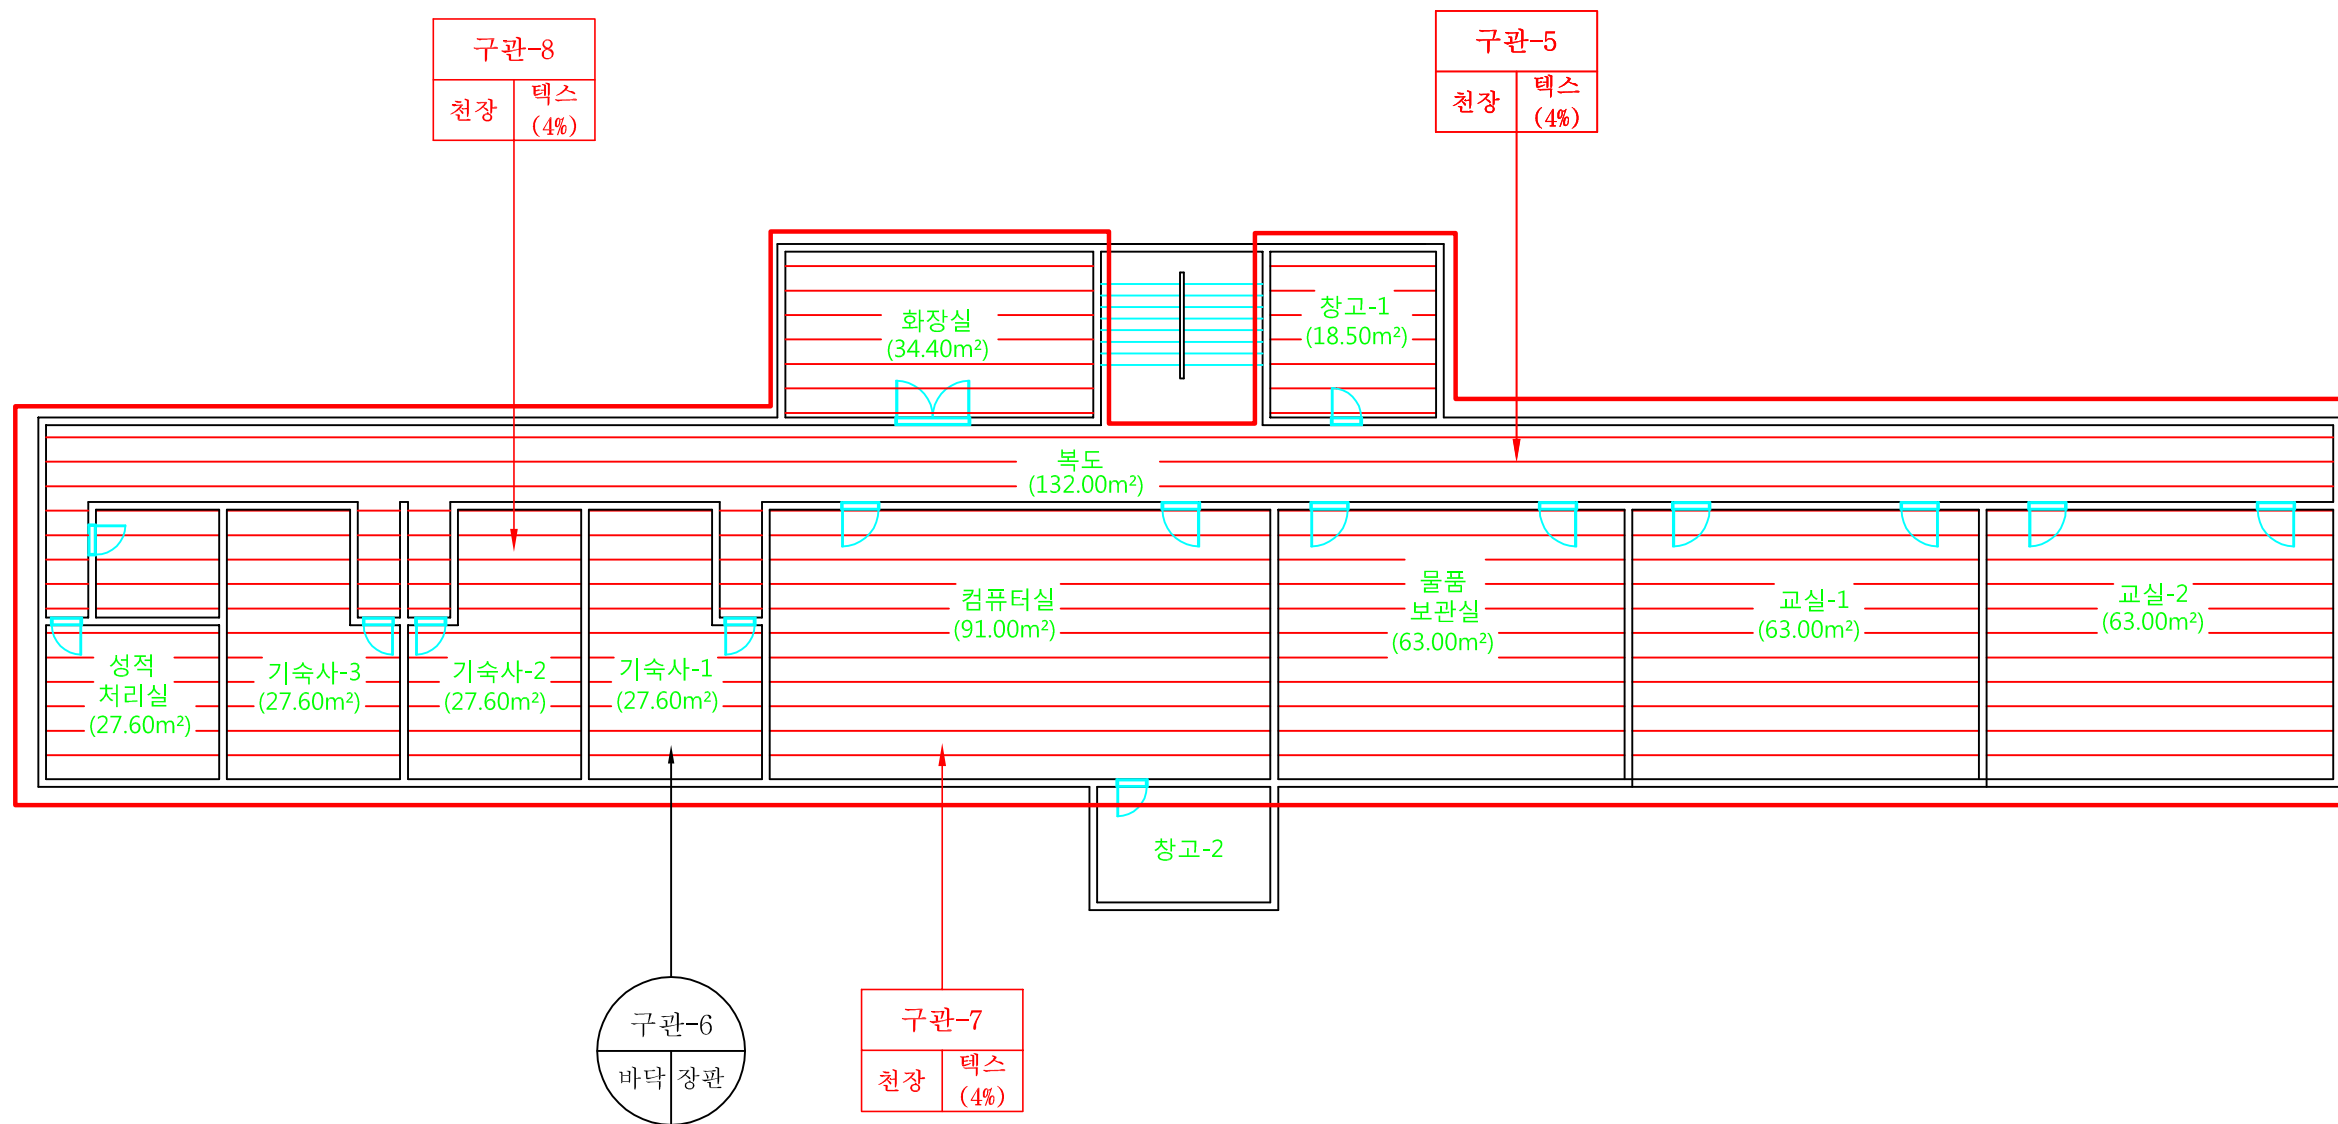 구관-8
천장
텍스
(4%)
구관-5
천장
텍스
(4%)
화장실
(34.40m²)
창고-1
(18.50m²)
복도
(132.00m²)
성적
처리실
(27.60m²)
기숙사-3
(27.60m²)
기숙사-2
(27.60m²)
기숙사-1
(27.60m²)
컴퓨터실
(91.00m²)
물품
보관실
(63.00m²)
교실-1
(63.00m²)
교실-2
(63.00m²)
창고-2
구관-6
바닥 장판
구관-7
천장
텍스
(4%)